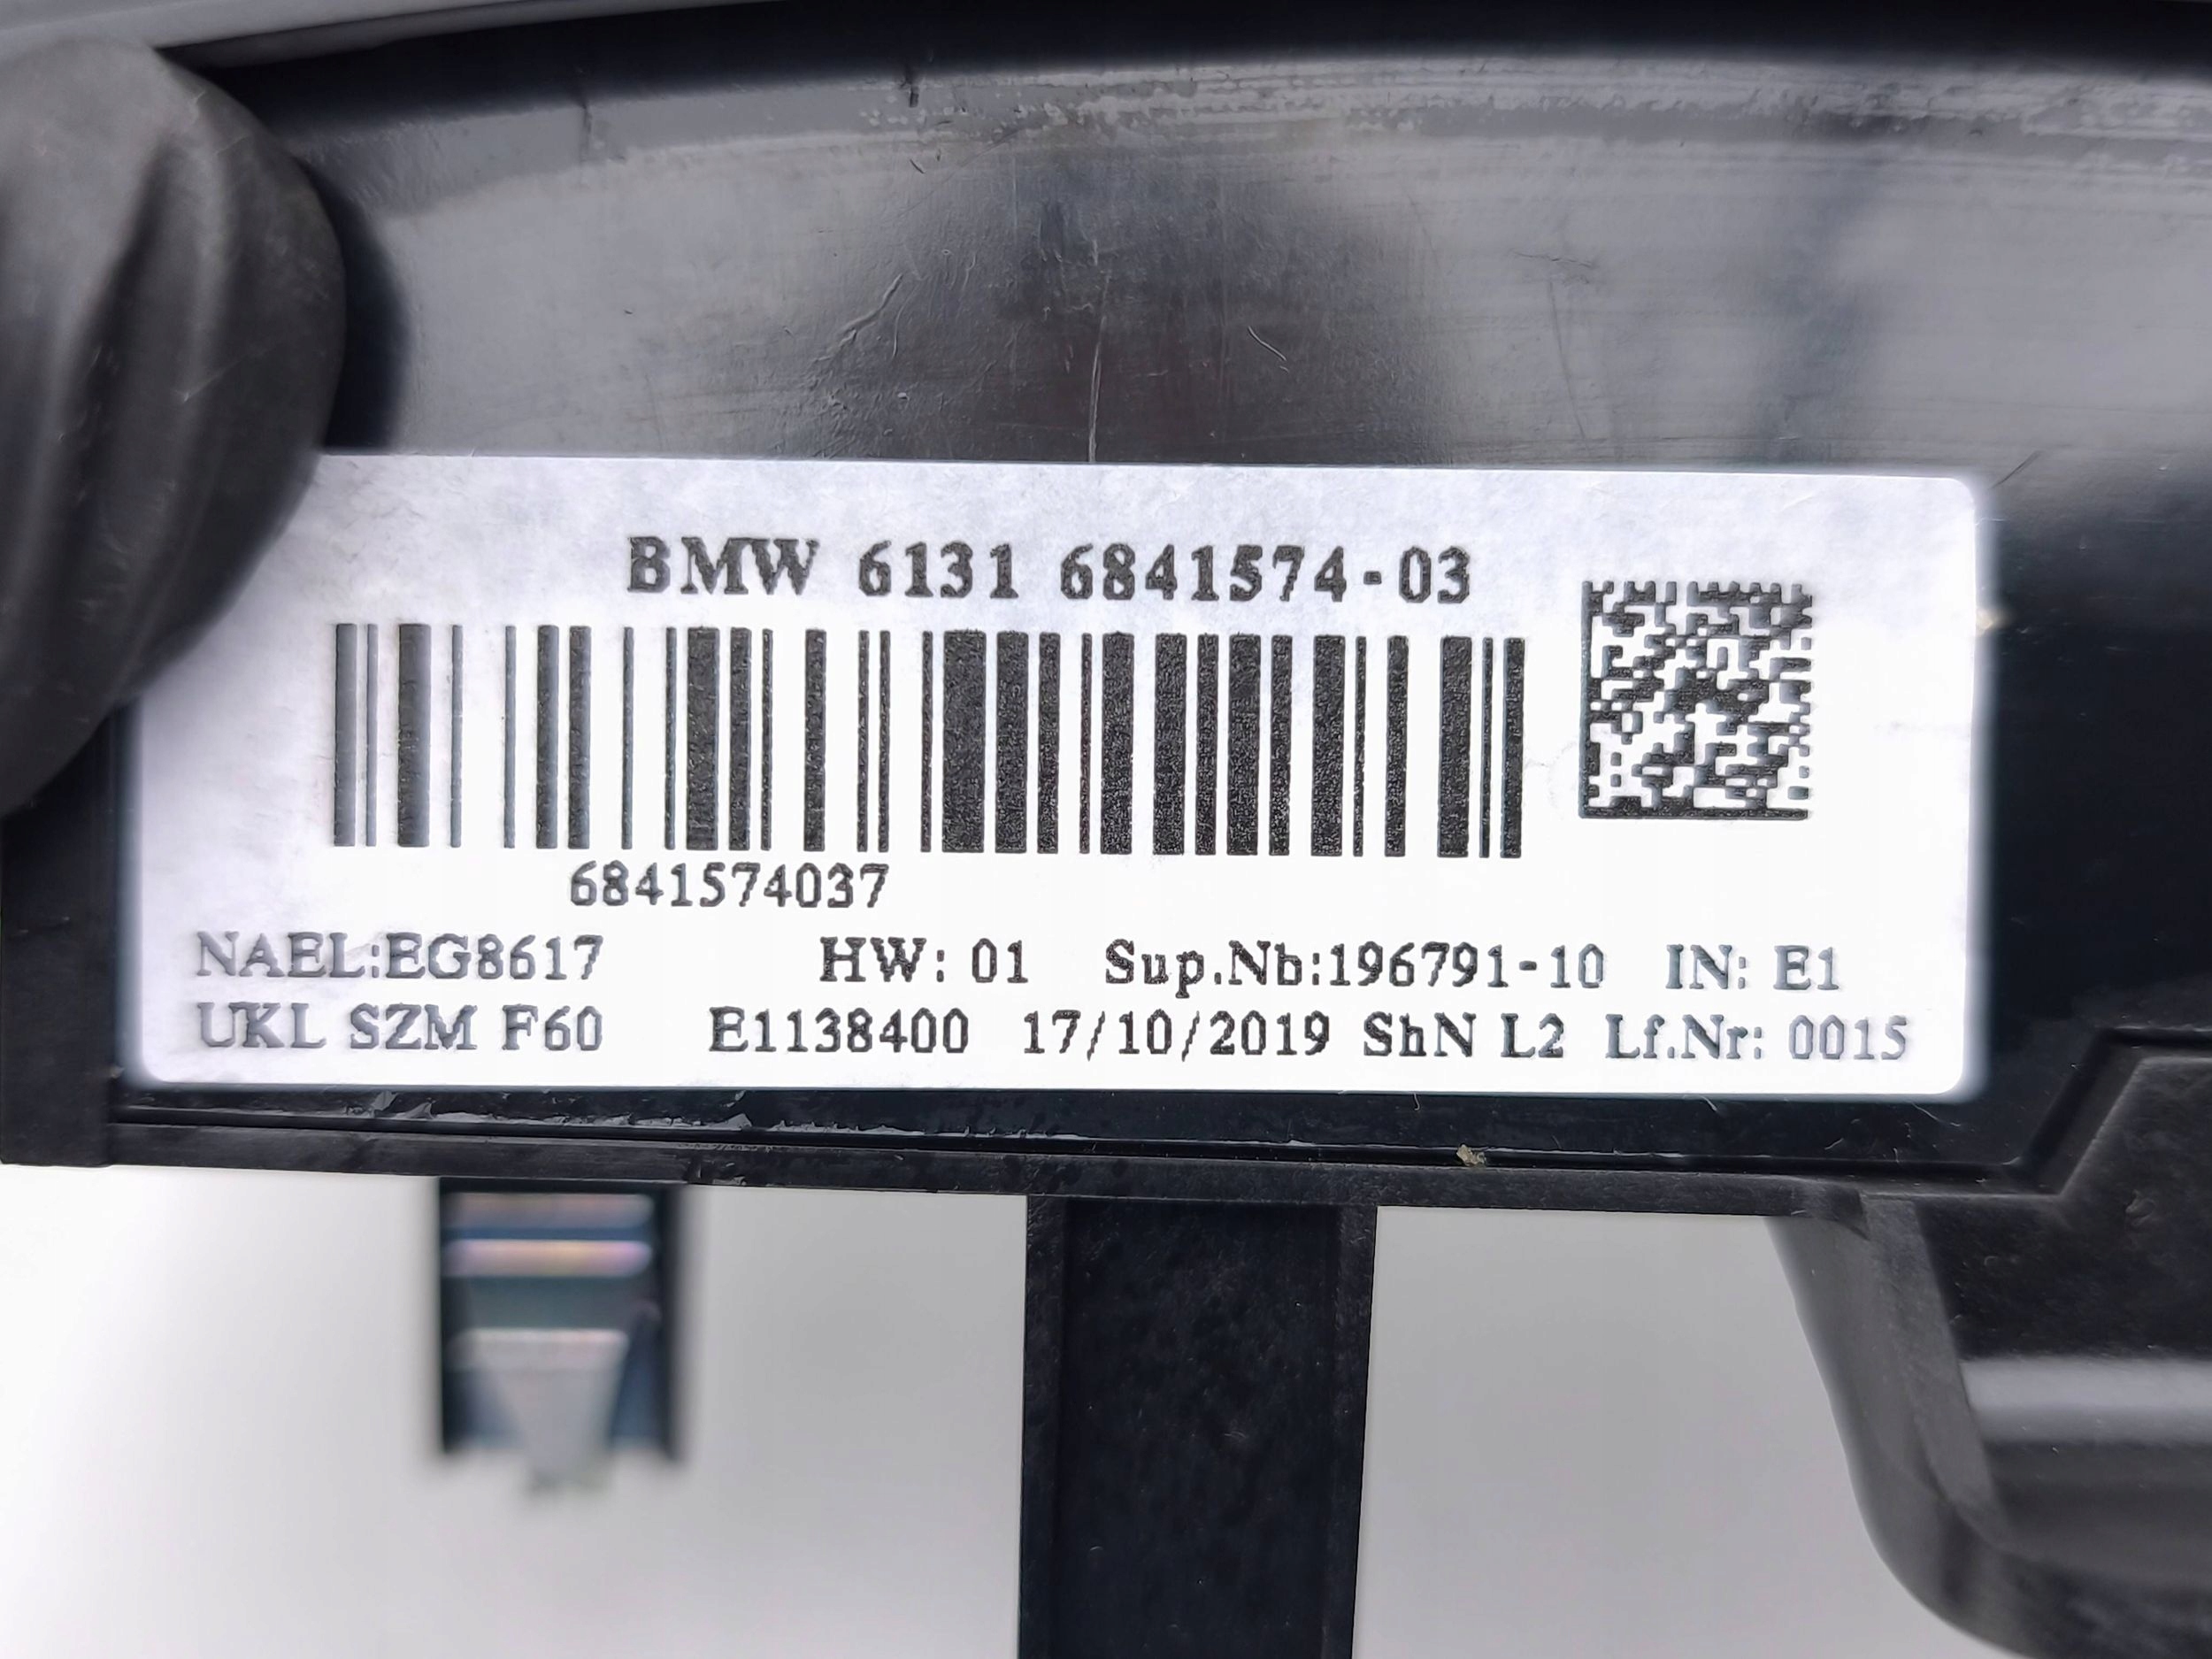 BMW 6131 6841574-03
6841574037
NAEL:EG8617 HW: 01 Sup.Nb:196791-10 IN: E1
UKL SZM F60 E1138400 17/10/2019 ShN L2 Lf.Nr: 0015